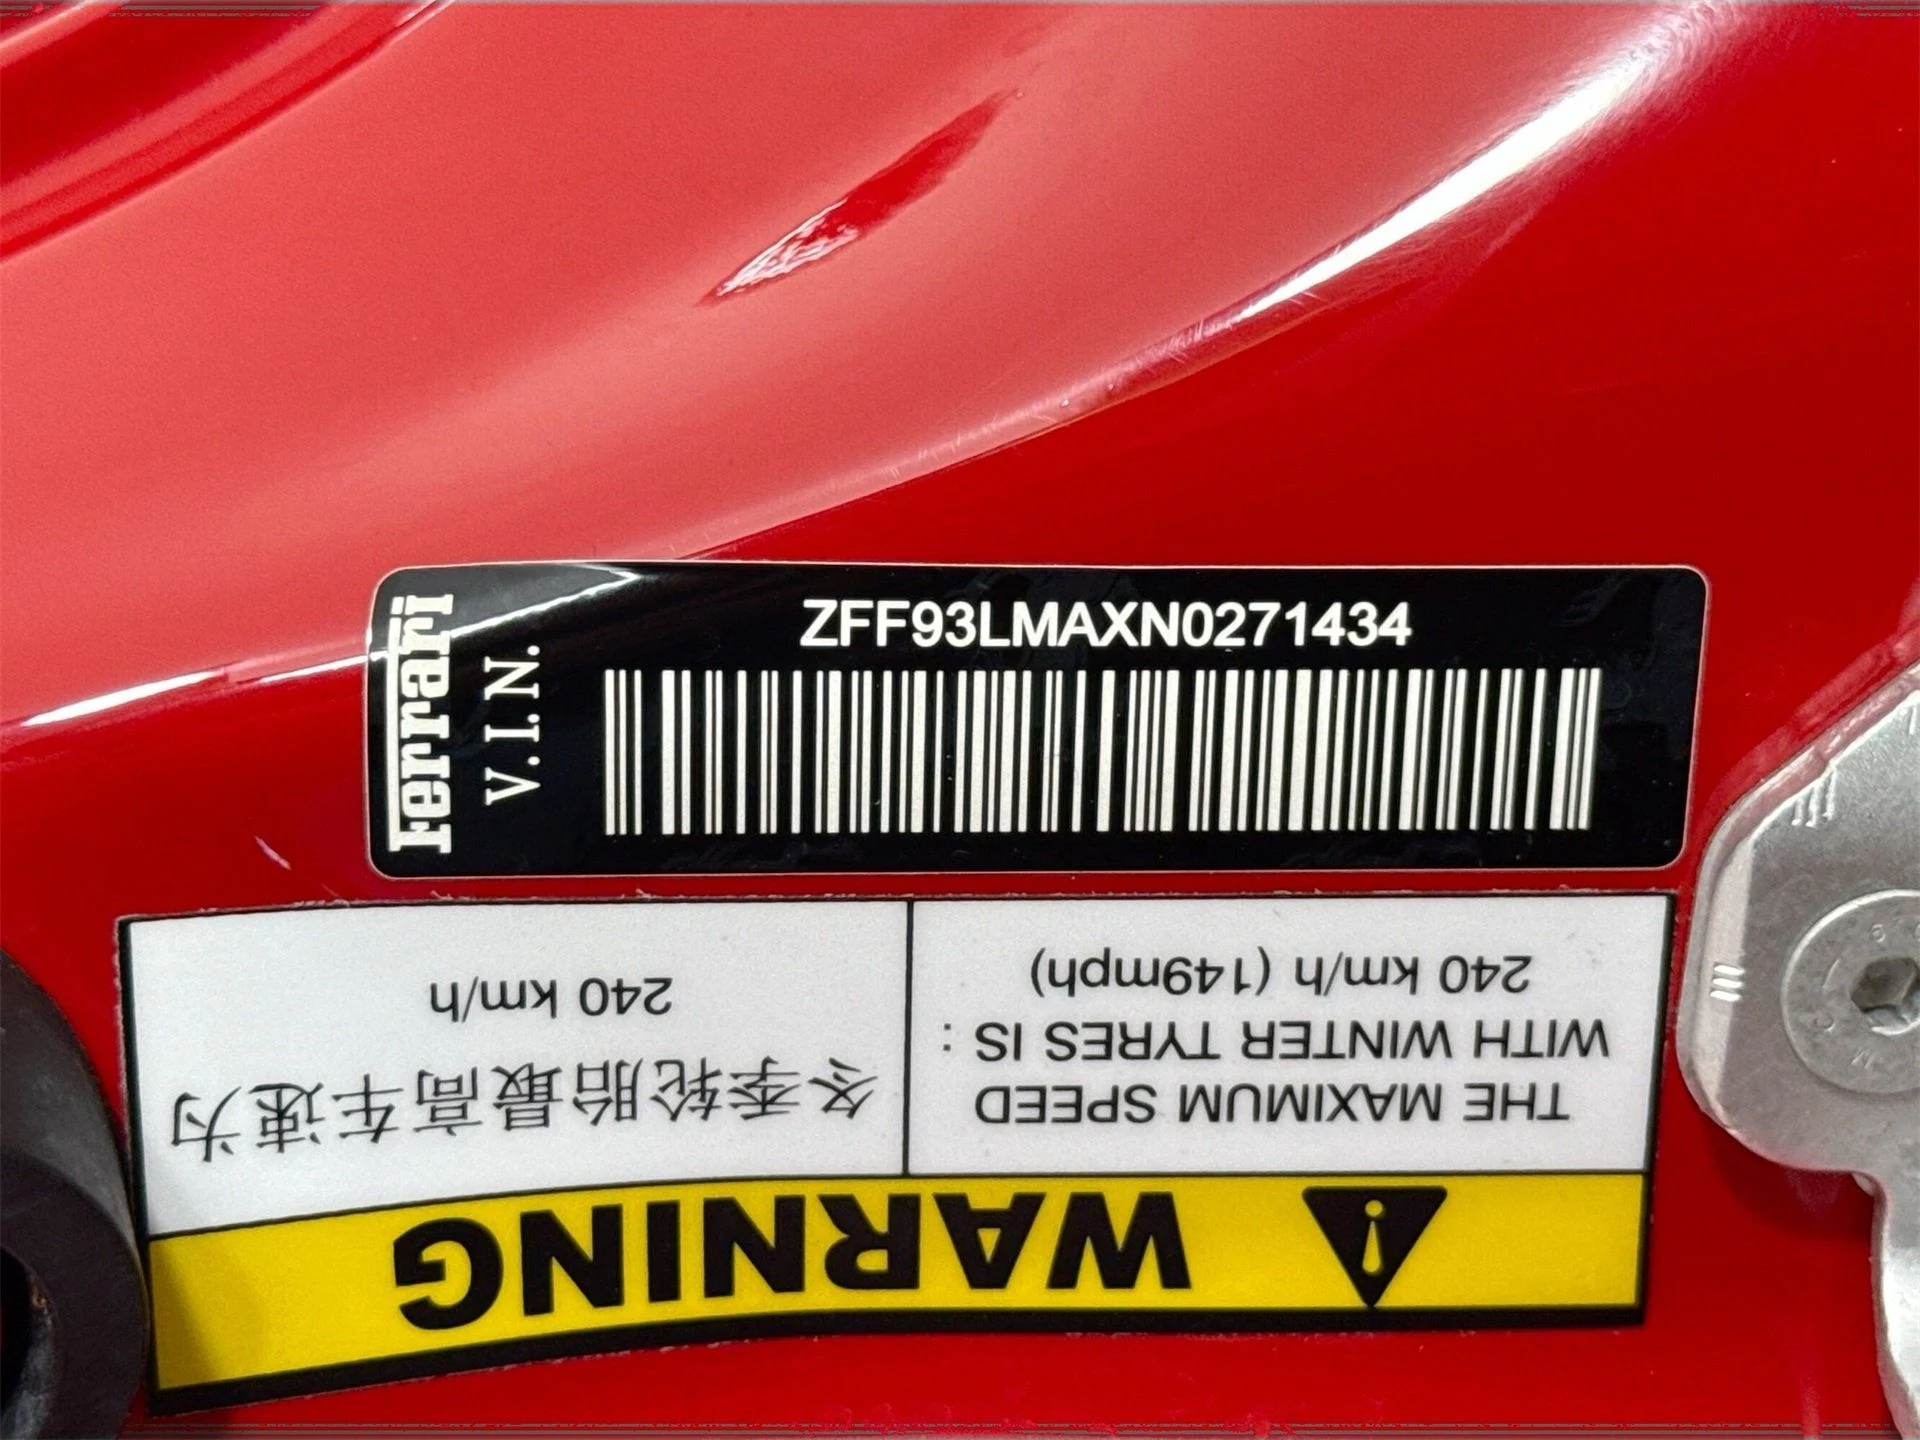 Ferrari
V.I.N.
ZFF93LMAXN0271434
WARNING
THE MAXIMUM SPEED
WITH WINTER TYRES IS :
240 km/h (149mph)
冬季轮胎最高车速为
240 km/h